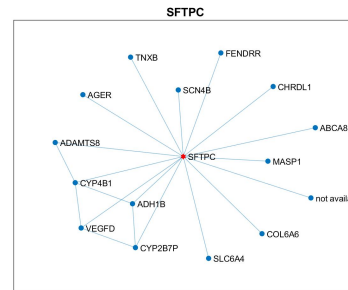 SFTPC
TNXB
FENDRR
AGER
SCN4B
CHRDL1
ADAMTS8
ABCA8
SFTPC
MASP1
CYP4B1
ADH1B
not avail
VEGFD
COL6A6
CYP2B7P
SLC6A4